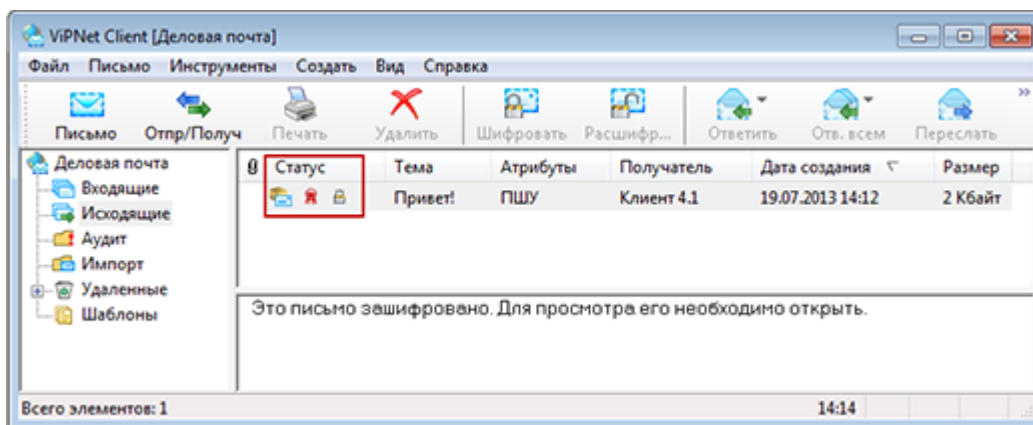 ViPNet Client [Деловая почта]
Файл Письмо Инструменты Создать Вид Справка
Письмо Отпр/Получ Печать Удалить Шифровать Расшифр... Ответить Отв. всем Переслать
Деловая почта
Входящие
Исходящие
Аудит
Импорт
Удаленные
Шаблоны
Статус Тема Атрибуты Получатель Дата создания Размер
Привет! ПШУ Клиент 4.1 19.07.2013 14:12 2 Кбайт
Это письмо зашифровано. Для просмотра его необходимо открыть.
Всего элементов: 1 14:14